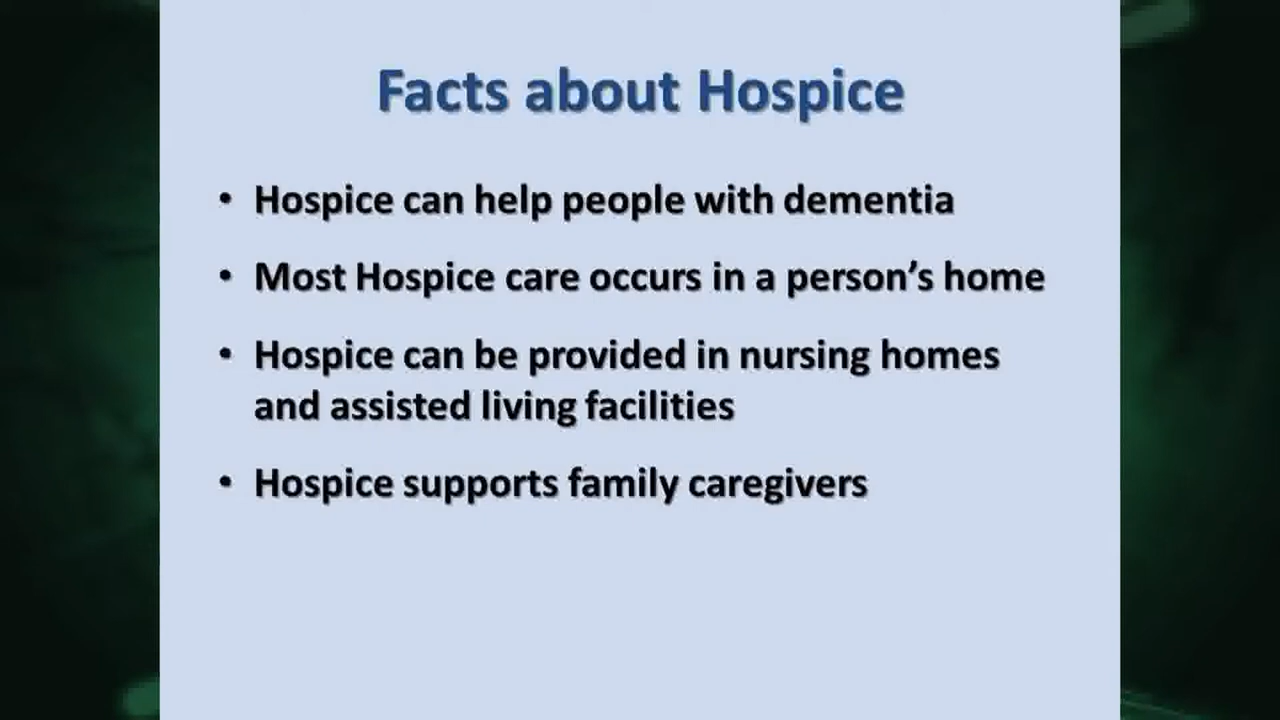 Facts about Hospice
• Hospice can help people with dementia
• Most Hospice care occurs in a person’s home
• Hospice can be provided in nursing homes
and assisted living facilities
• Hospice supports family caregivers